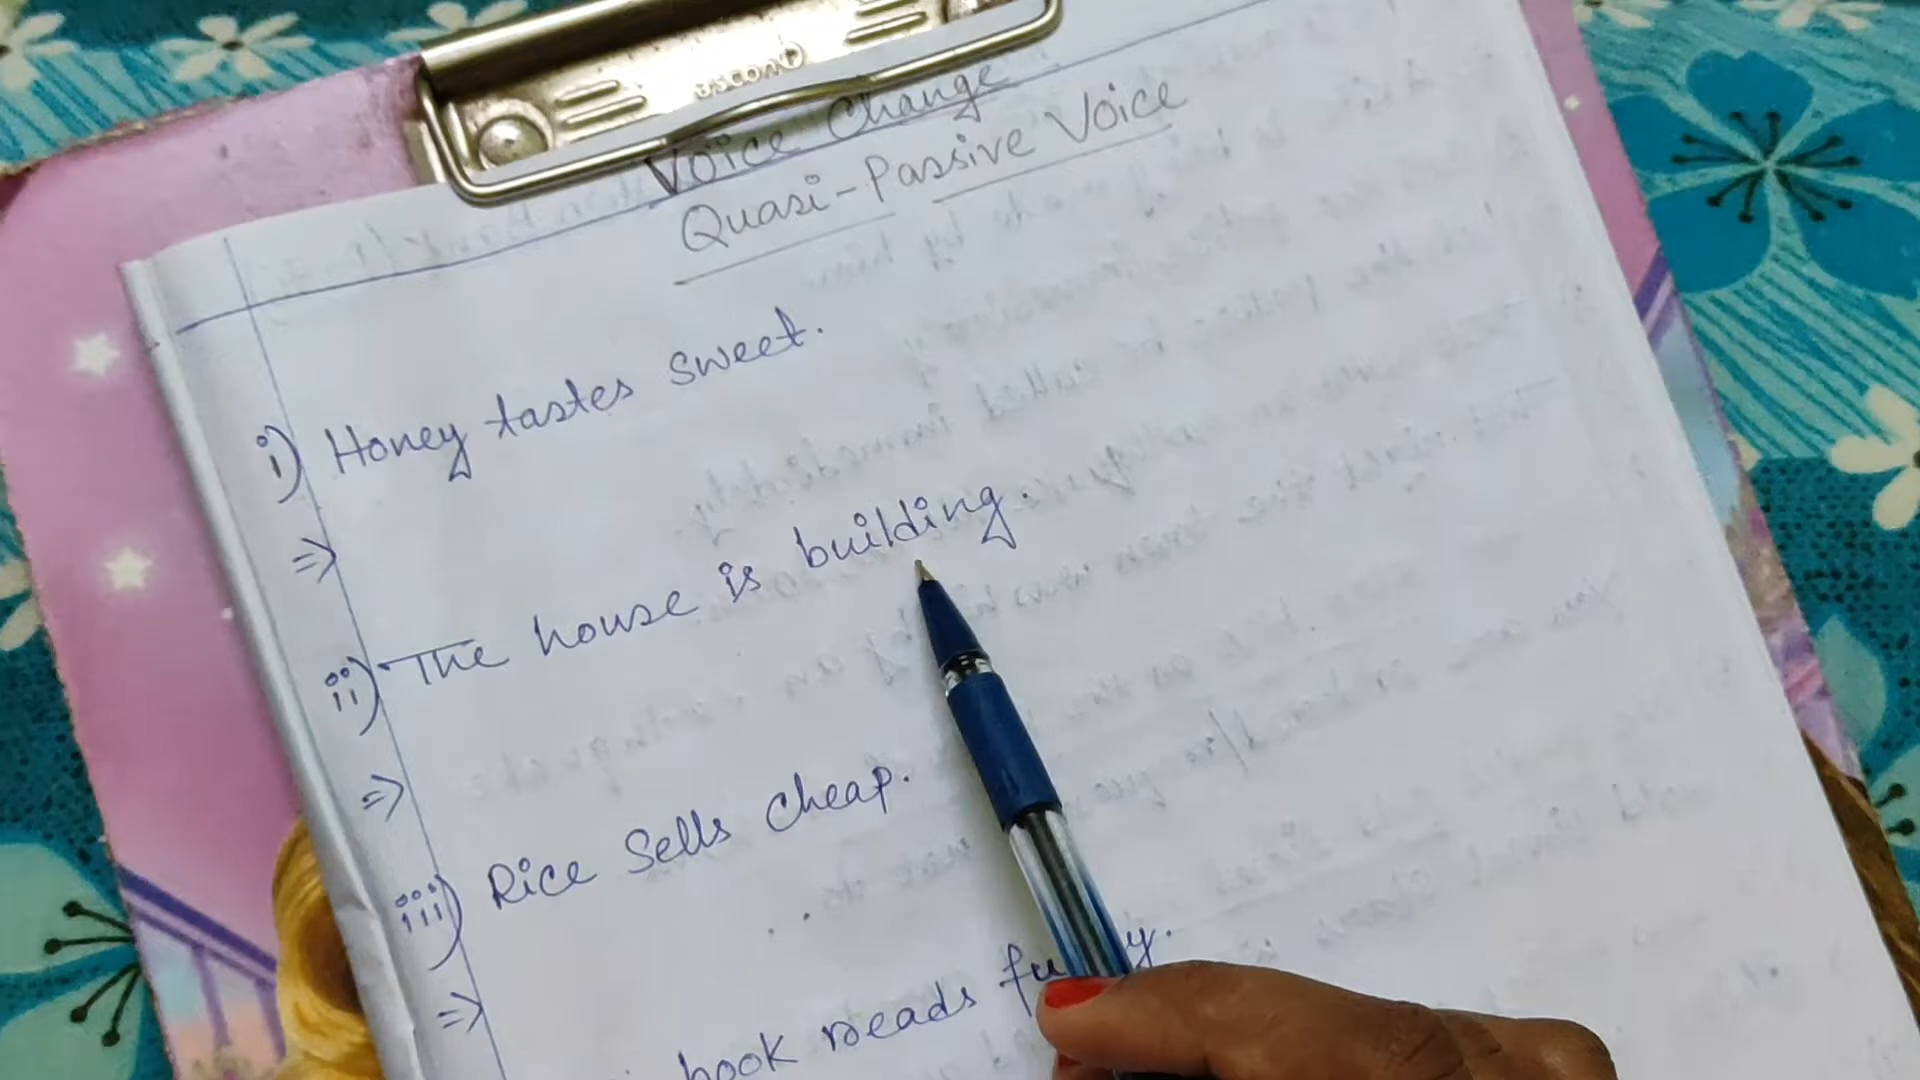 Voice Change
Quasi-Passive Voice
i) Honey tastes sweet.
=>
ii) The house is building.
=>
iii) Rice Sells cheap.
=>
book reads